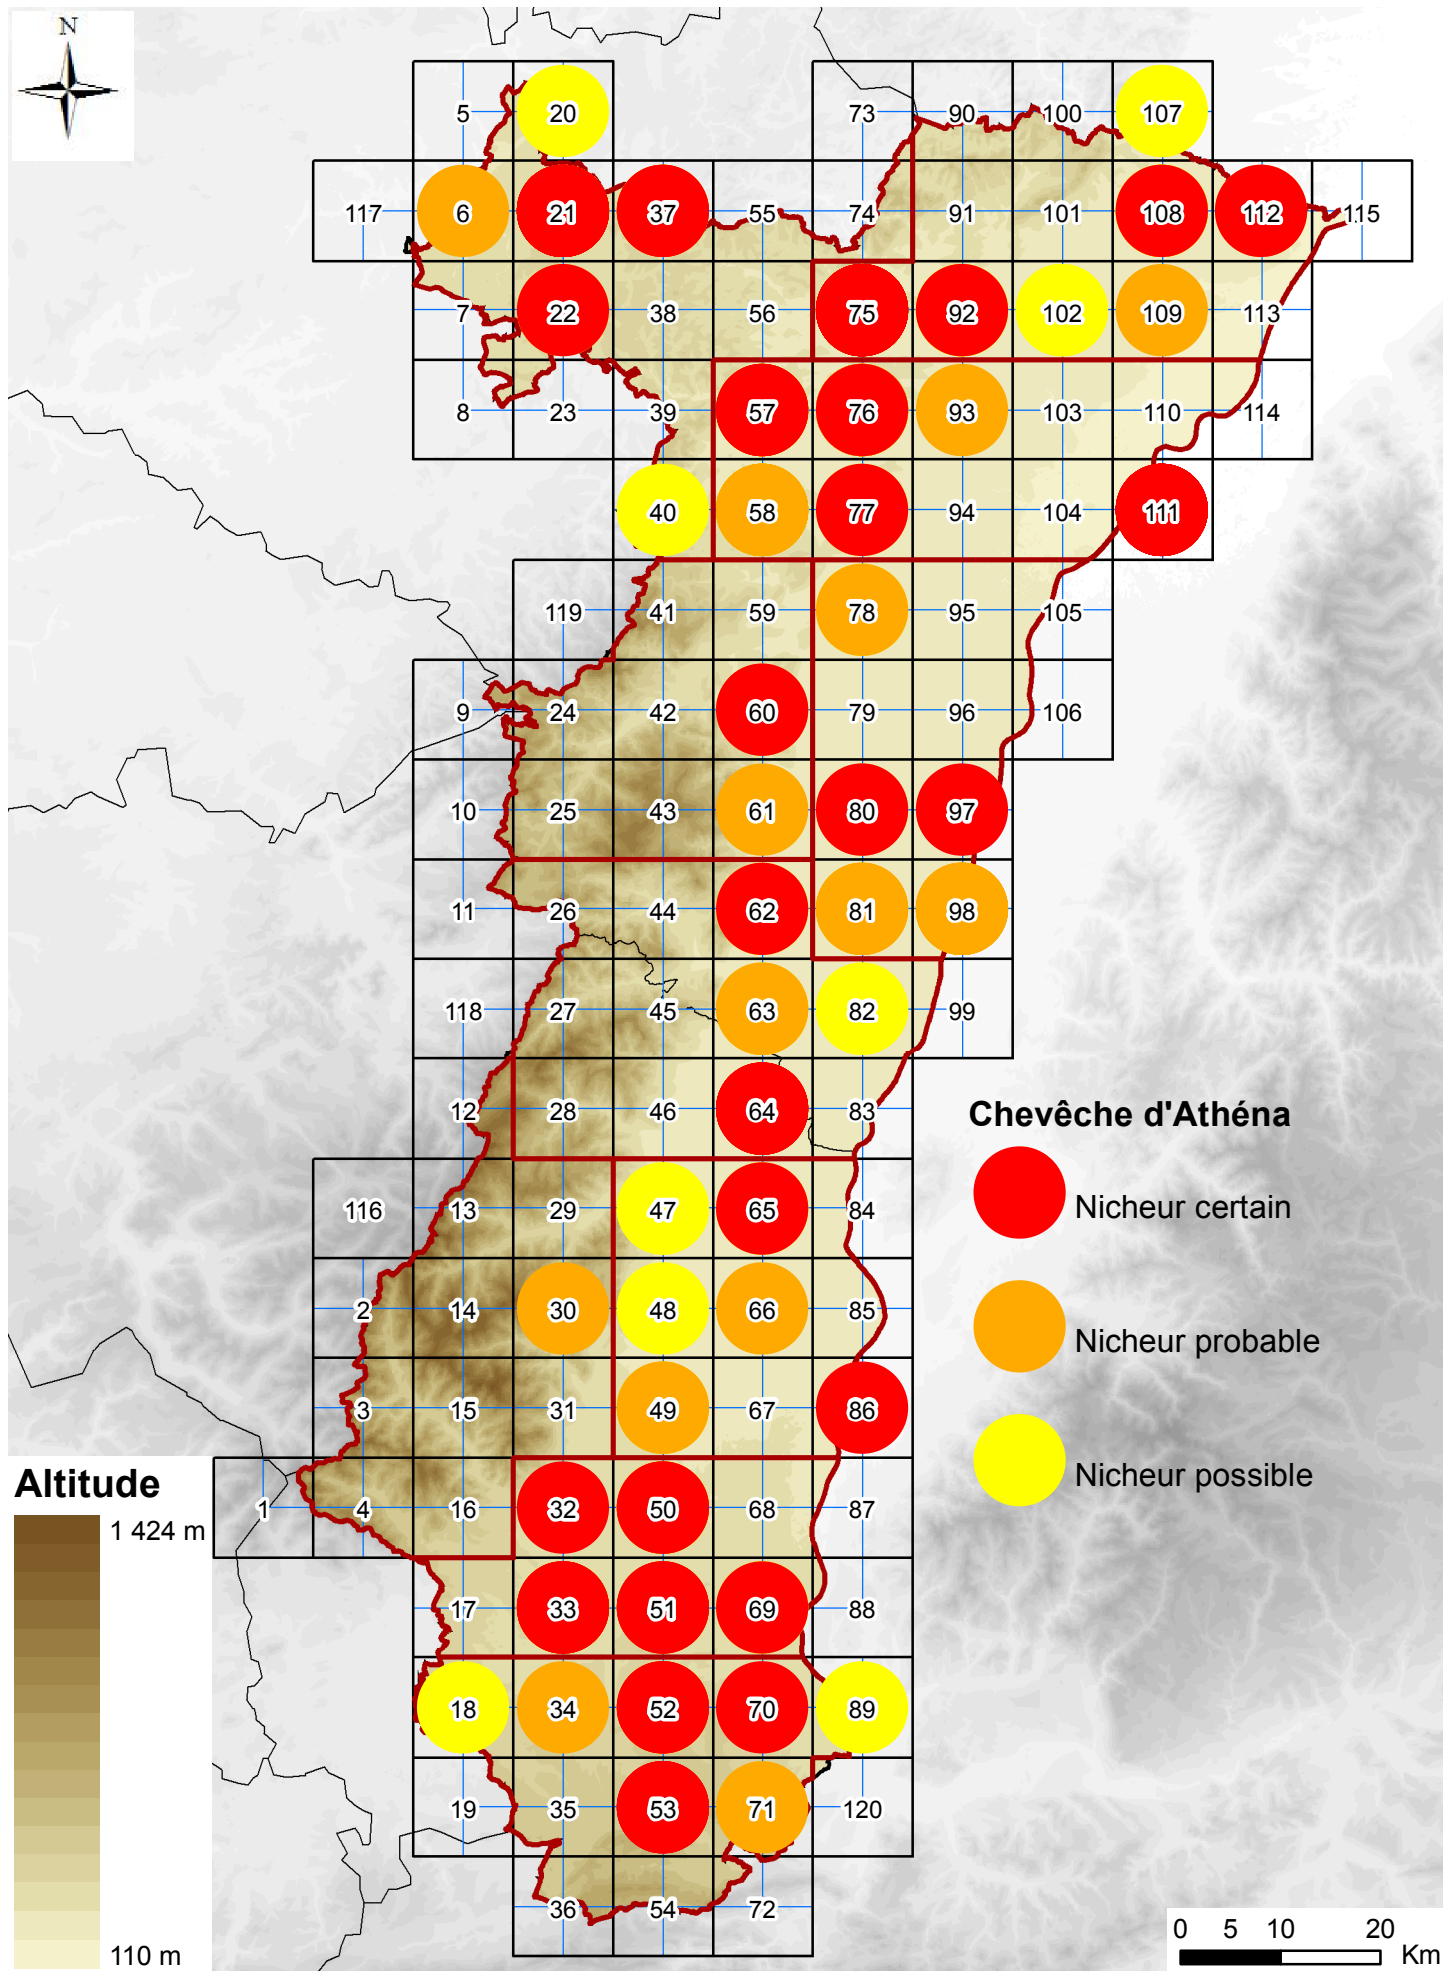 N
5 20 73 90 100 107
117 6 21 37 55 74 91 101 108 112 115
7 22 38 56 75 92 102 109 113
8 23 39 57 76 93 103 110 114
40 58 77 94 104 111
119 41 59 78 95 105
9 24 42 60 79 96 106
10 25 43 61 80 97
11 26 44 62 81 98
118 27 45 63 82 99
12 28 46 64 83
Chevêche d'Athéna
116 13 29 47 65 84
Nicheur certain
2 14 30 48 66 85
Nicheur probable
3 15 31 49 67 86
Nicheur possible
Altitude
1 424 m
1 4 16 32 50 68 87
17 33 51 69 88
18 34 52 70 89
19 35 53 71 120
36 54 72
110 m
0 5 10 20
Km